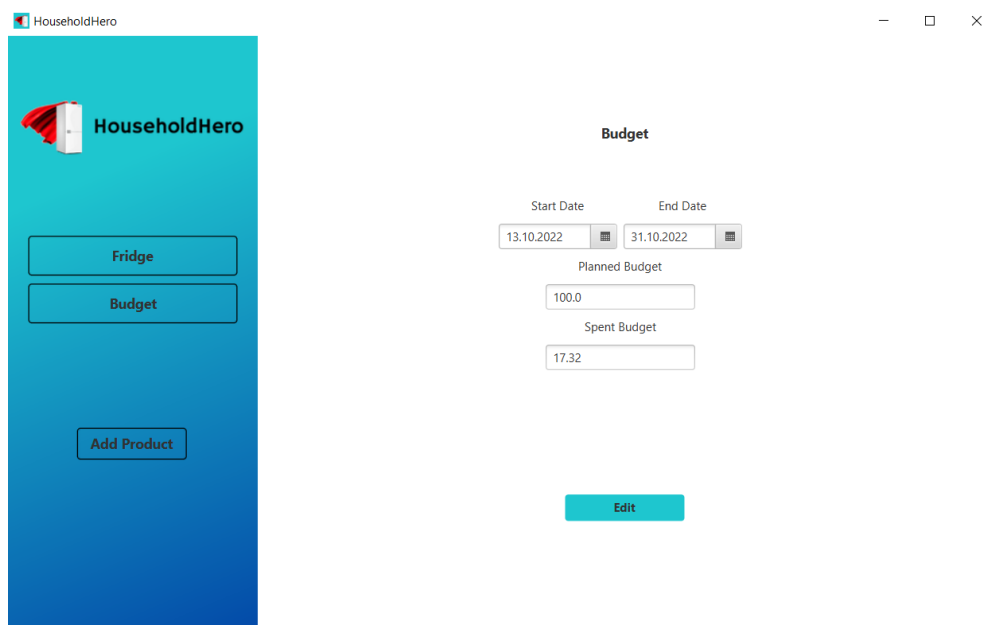 HouseholdHero
HouseholdHero
Fridge
Budget
Add Product
Budget
Start Date End Date
13.10.2022 31.10.2022
Planned Budget
100.0
Spent Budget
17.32
Edit